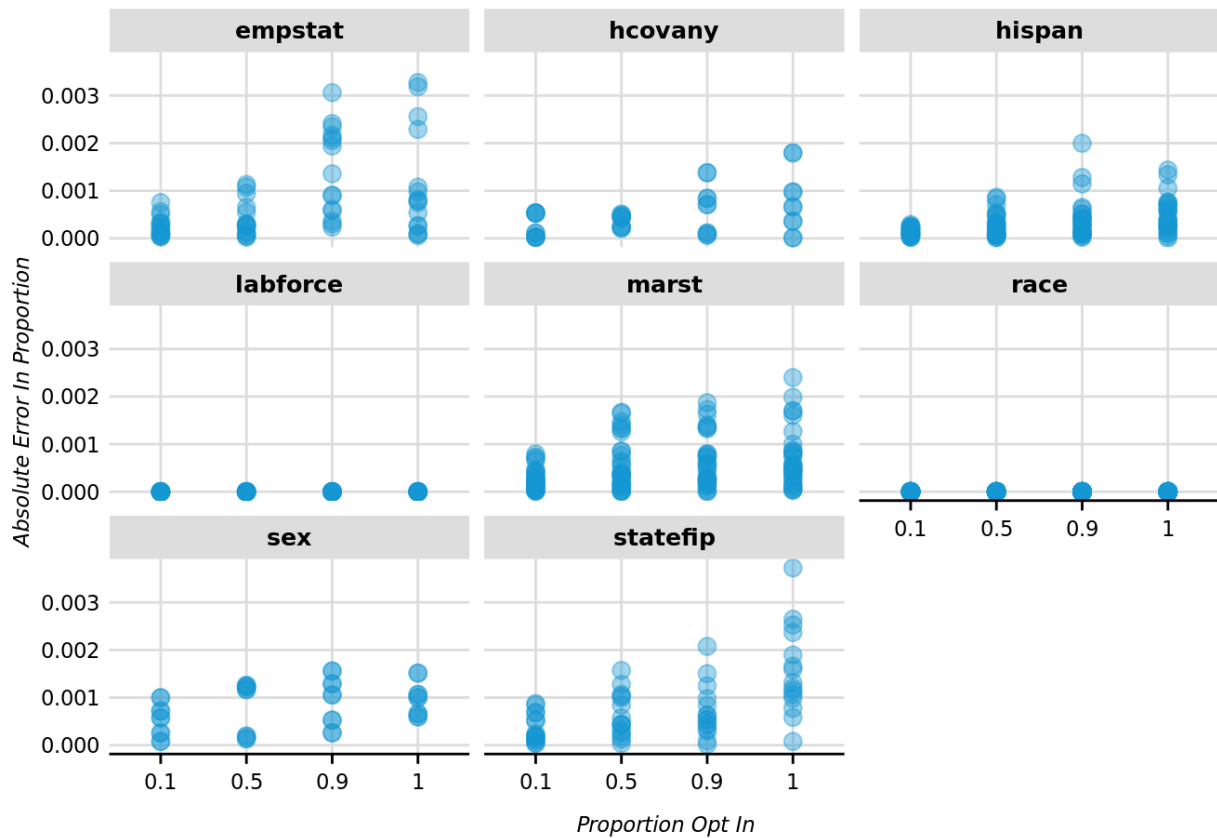 empstat hcovany hispan
0.003
0.002
0.001
0.000
labforce marst race
0.003
0.002
0.001
0.000
0.1 0.5 0.9 1
sex statefip
0.003
0.002
0.001
0.000
0.1 0.5 0.9 1 0.1 0.5 0.9 1
Absolute Error In Proportion
Proportion Opt In